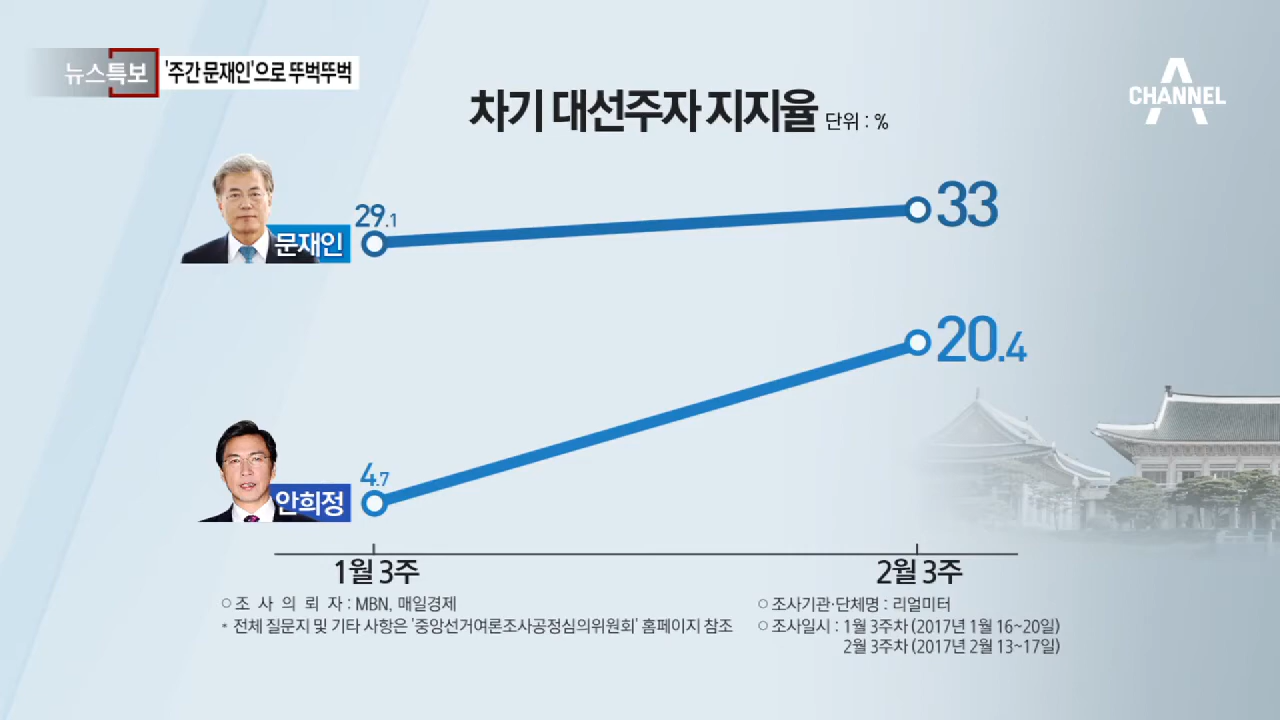 뉴스특보 '주간 문재인'으로 뚜벅뚜벅
CHANNEL A
차기 대선주자 지지율 단위 : %
문재인
29.1
33
안희정
4.7
20.4
1월 3주
2월 3주
○ 조 사 의 뢰 자 : MBN, 매일경제
* 전체 질문지 및 기타 사항은 '중앙선거여론조사공정심의위원회' 홈페이지 참조
○ 조사기관·단체명 : 리얼미터
○ 조사일시 : 1월 3주차 (2017년 1월 16~20일)
2월 3주차 (2017년 2월 13~17일)